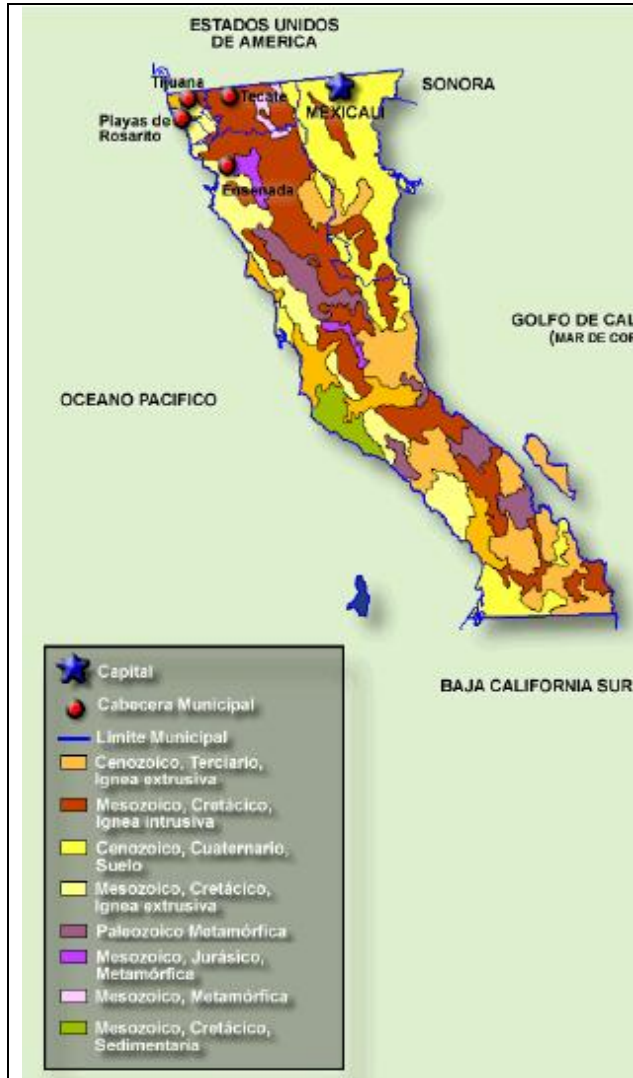 ESTADOS UNIDOS
DE AMERICA
SONORA
Tijuana
Tecate
MEXICALI
Playas de
Rosarito
Ensenada
GOLFO DE CAL
(MAR DE COR
OCEANO PACIFICO
BAJA CALIFORNIA SUR
Capital
Cabecera Municipal
Límite Municipal
Cenozoico, Terciario,
Ignea extrusiva
Mesozoico, Cretácico,
Ignea intrusiva
Cenozoico, Cuaternario,
Suelo
Mesozoico, Cretácico,
Ignea extrusiva
Paleozoico Metamórfica
Mesozoico, Jurásico,
Metamórfica
Mesozoico, Metamórfica
Mesozoico, Cretácico,
Sedimentaria